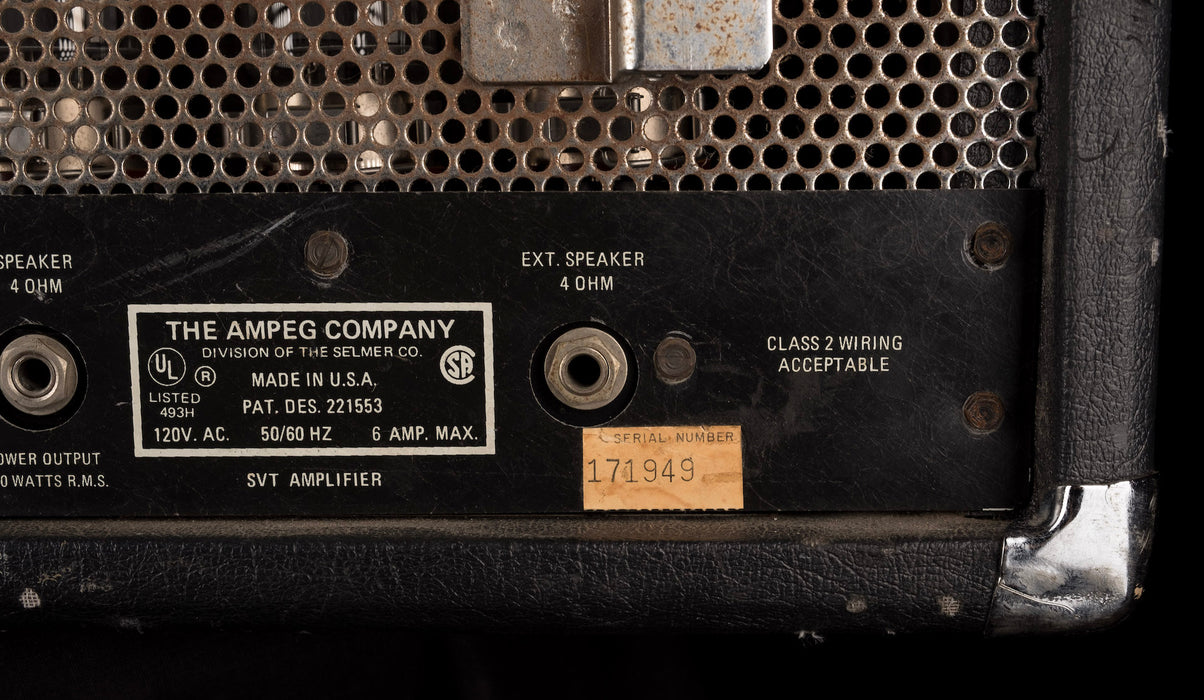 SPEAKER
4 OHM
EXT. SPEAKER
4 OHM
THE AMPEG COMPANY
DIVISION OF THE SELMER CO.
UL
®
SA
MADE IN U.S.A.
LISTED
493H
PAT. DES. 221553
120V. AC. 50/60 HZ 6 AMP. MAX.
CLASS 2 WIRING
ACCEPTABLE
OWER OUTPUT
0 WATTS R.M.S.
SVT AMPLIFIER
SERIAL NUMBER
171949